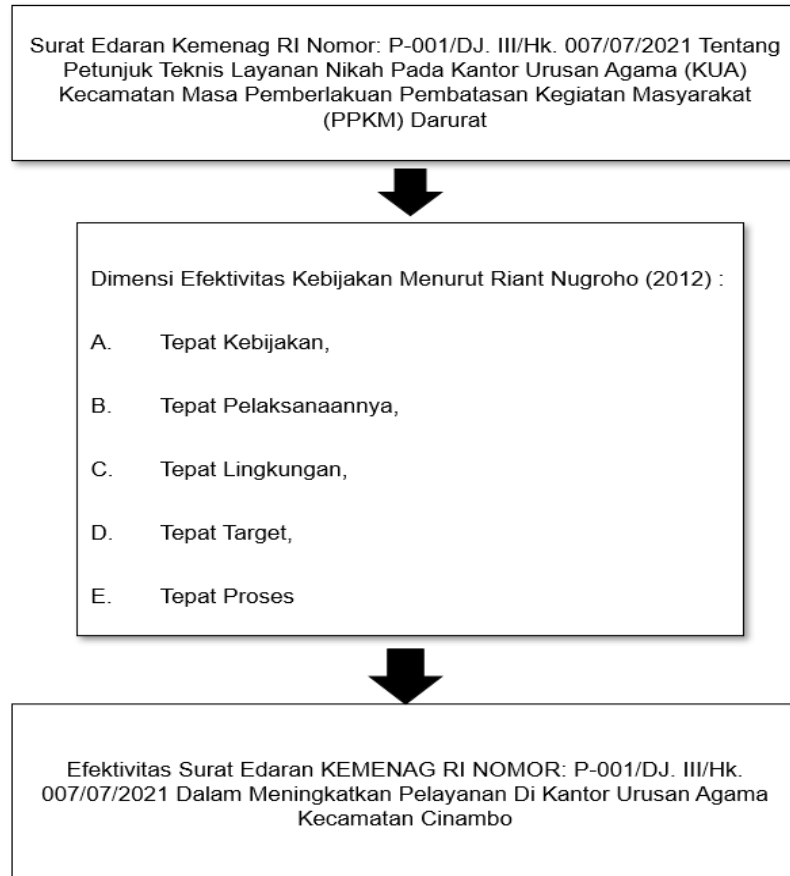 Surat Edaran Kemenag RI Nomor: P-001/DJ. III/Hk. 007/07/2021 Tentang
Petunjuk Teknis Layanan Nikah Pada Kantor Urusan Agama (KUA)
Kecamatan Masa Pemberlakuan Pembatasan Kegiatan Masyarakat
(PPKM) Darurat
Dimensi Efektivitas Kebijakan Menurut Riant Nugroho (2012) :
A. Tepat Kebijakan,
B. Tepat Pelaksanaannya,
C. Tepat Lingkungan,
D. Tepat Target,
E. Tepat Proses
Efektivitas Surat Edaran KEMENAG RI NOMOR: P-001/DJ. III/Hk.
007/07/2021 Dalam Meningkatkan Pelayanan Di Kantor Urusan Agama
Kecamatan Cinambo